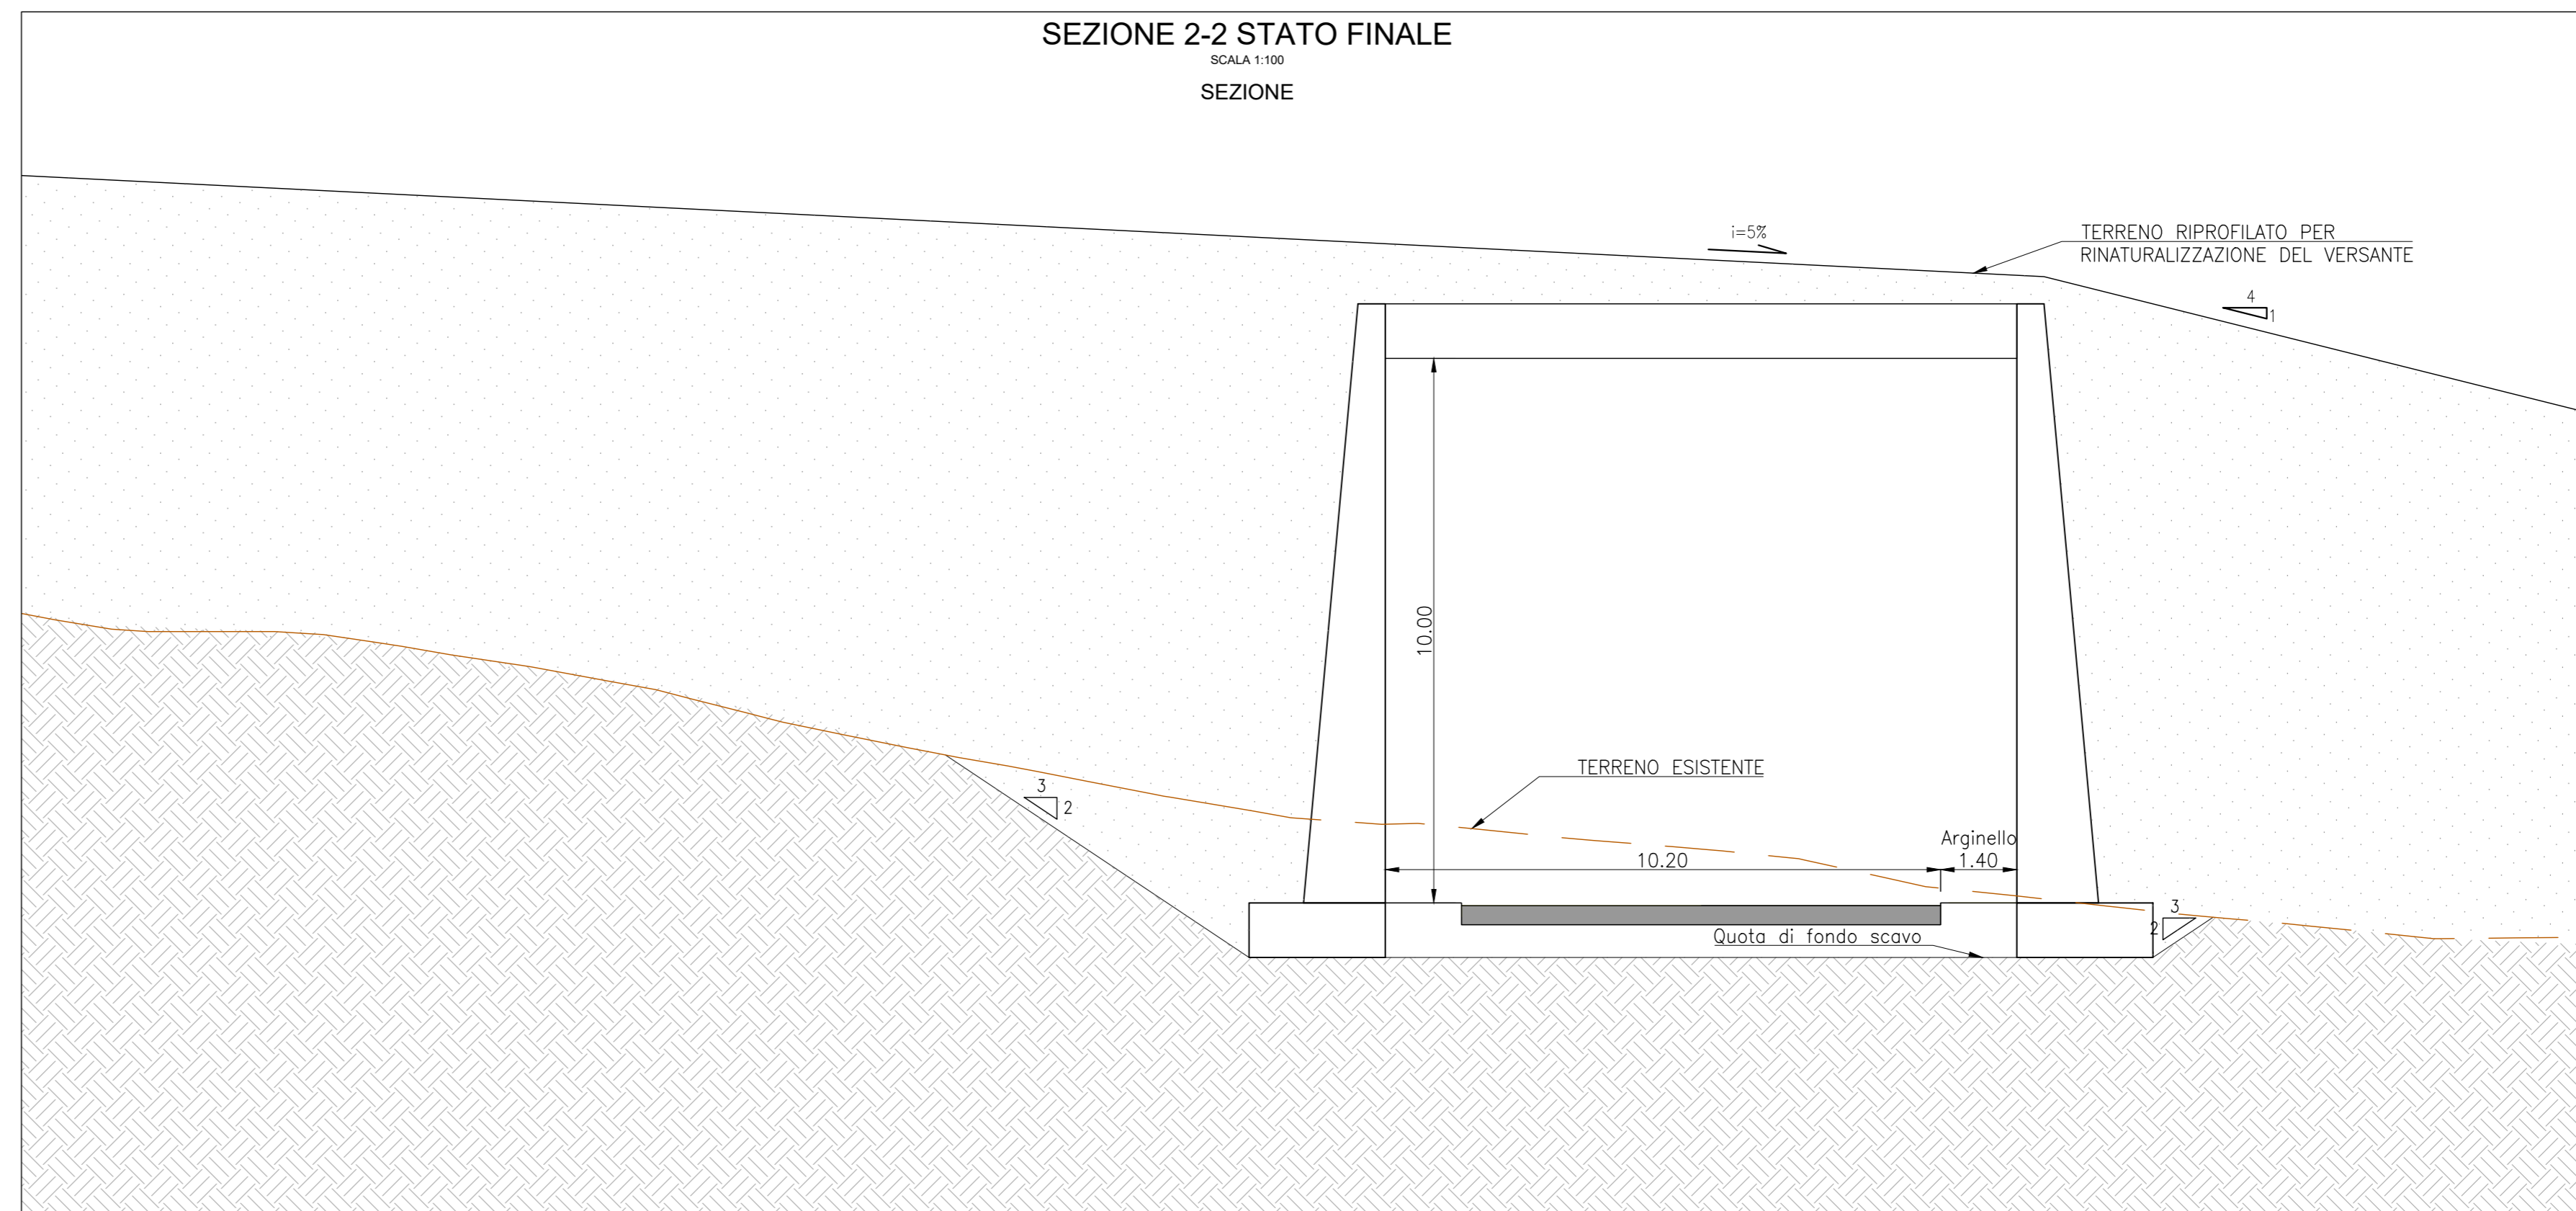 SEZIONE 2-2 STATO FINALE
SCALA 1:100
SEZIONE
i=5%
TERRENO RIPROFILATO PER
RINATURALIZZAZIONE DEL VERSANTE
4
1
10.00
TERRENO ESISTENTE
3
2
Arginello
10.20
1.40
3
2
Quota di fondo scavo